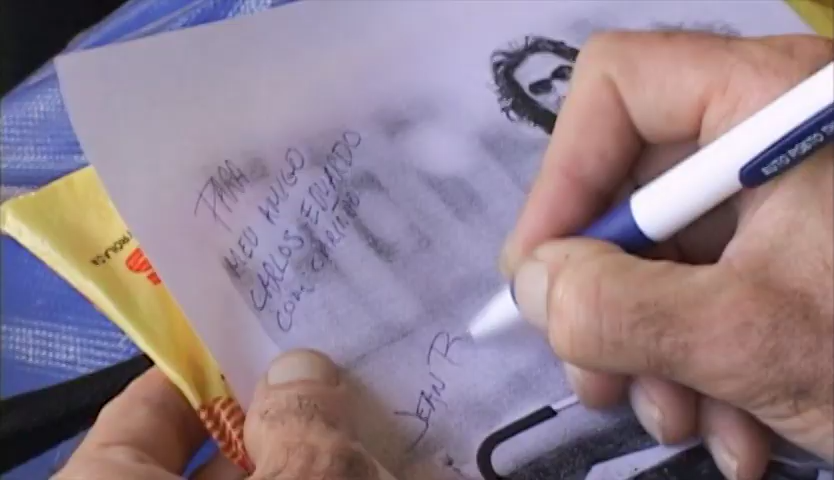 PARA
MEU AMIGO
CARLOS EDUARDO
COM CARINHO
JEAN R